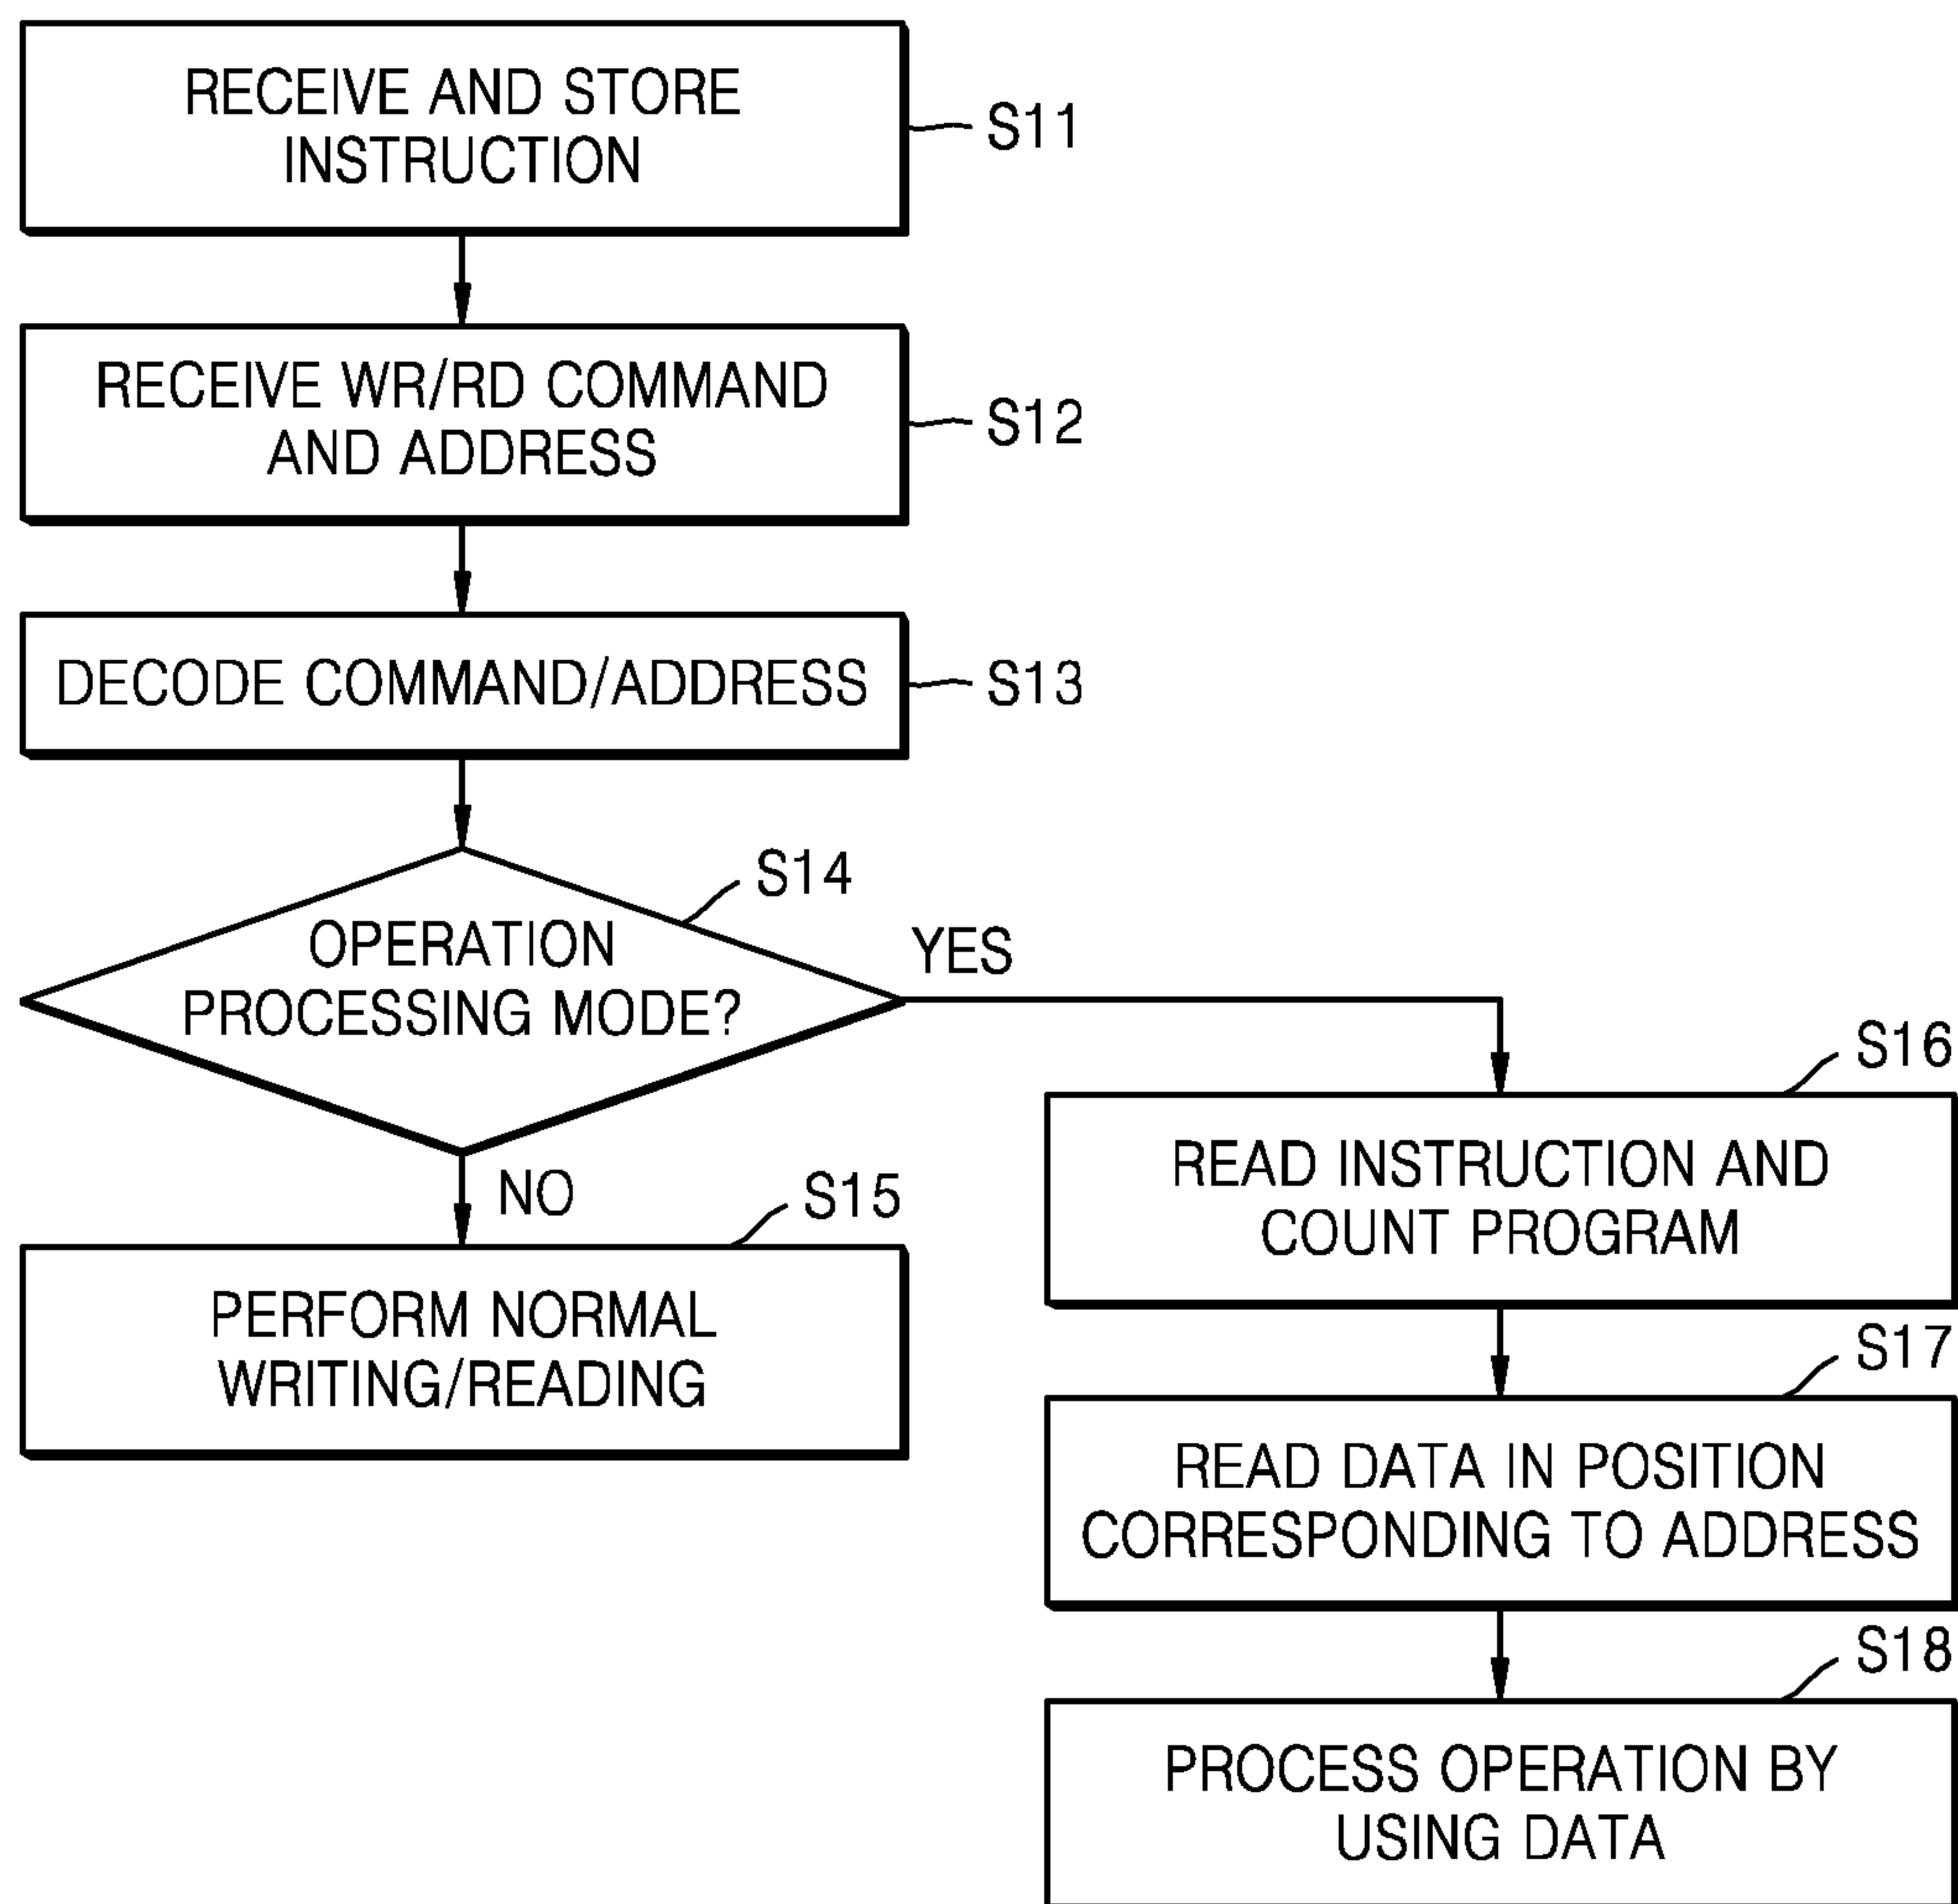 RECEIVE AND STORE
INSTRUCTION
S11
RECEIVE WR/RD COMMAND
AND ADDRESS
S12
DECODE COMMAND/ADDRESS
S13
S14
OPERATION
PROCESSING MODE?
YES
NO
S15
PERFORM NORMAL
WRITING/READING
S16
READ INSTRUCTION AND
COUNT PROGRAM
S17
READ DATA IN POSITION
CORRESPONDING TO ADDRESS
S18
PROCESS OPERATION BY
USING DATA